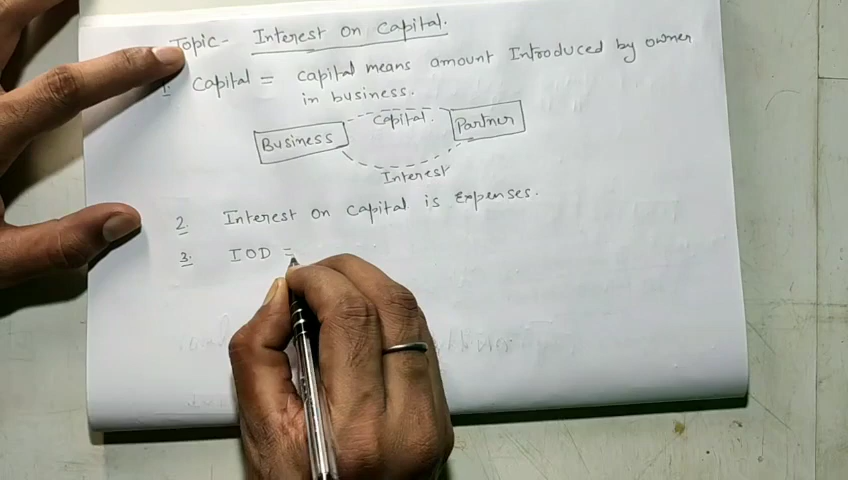 Topic- Interest on Capital.
1. Capital = capital means amount Introduced by owner
in business.
Capital.
Business Partner
Interest
2. Interest on capital is Expenses.
3. IOD =